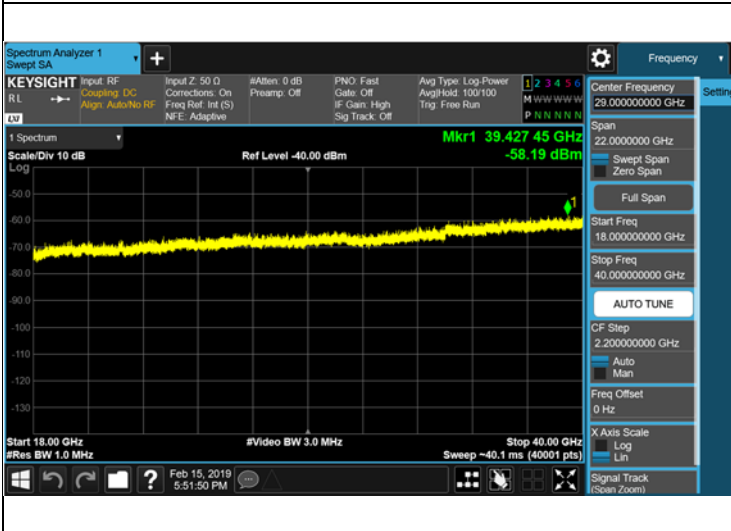 Spectrum Analyzer 1
Swept SA
Frequency
KEYSIGHT
RL
LXI
Input: RF
Coupling: DC
Align: Auto/No RF
Input Z: 50 Ω
Corrections: On
Freq Ref: Int (S)
NFE: Adaptive
#Atten: 0 dB
Preamp: Off
PNO: Fast
Gate: Off
IF Gain: High
Sig Track: Off
Avg Type: Log-Power
Avg|Hold: 100/100
Trig: Free Run
1 2 3 4 5 6
M W W W W W
P N N N N N
1 Spectrum
Scale/Div 10 dB
Log
Ref Level -40.00 dBm
Mkr1 39.427 45 GHz
-58.19 dBm
1
-50.0
-60.0
-70.0
-80.0
-90.0
-100
-110
-120
-130
Start 18.00 GHz
#Res BW 1.0 MHz
#Video BW 3.0 MHz
Stop 40.00 GHz
Sweep ~40.1 ms (40001 pts)
Center Frequency
29.000000000 GHz
Span
22.0000000 GHz
Swept Span
Zero Span
Full Span
Start Freq
18.000000000 GHz
Stop Freq
40.000000000 GHz
AUTO TUNE
CF Step
2.200000000 GHz
Auto
Man
Freq Offset
0 Hz
X Axis Scale
Log
Lin
Signal Track
(Span Zoom)
Setting
?
Feb 15, 2019
5:51:50 PM